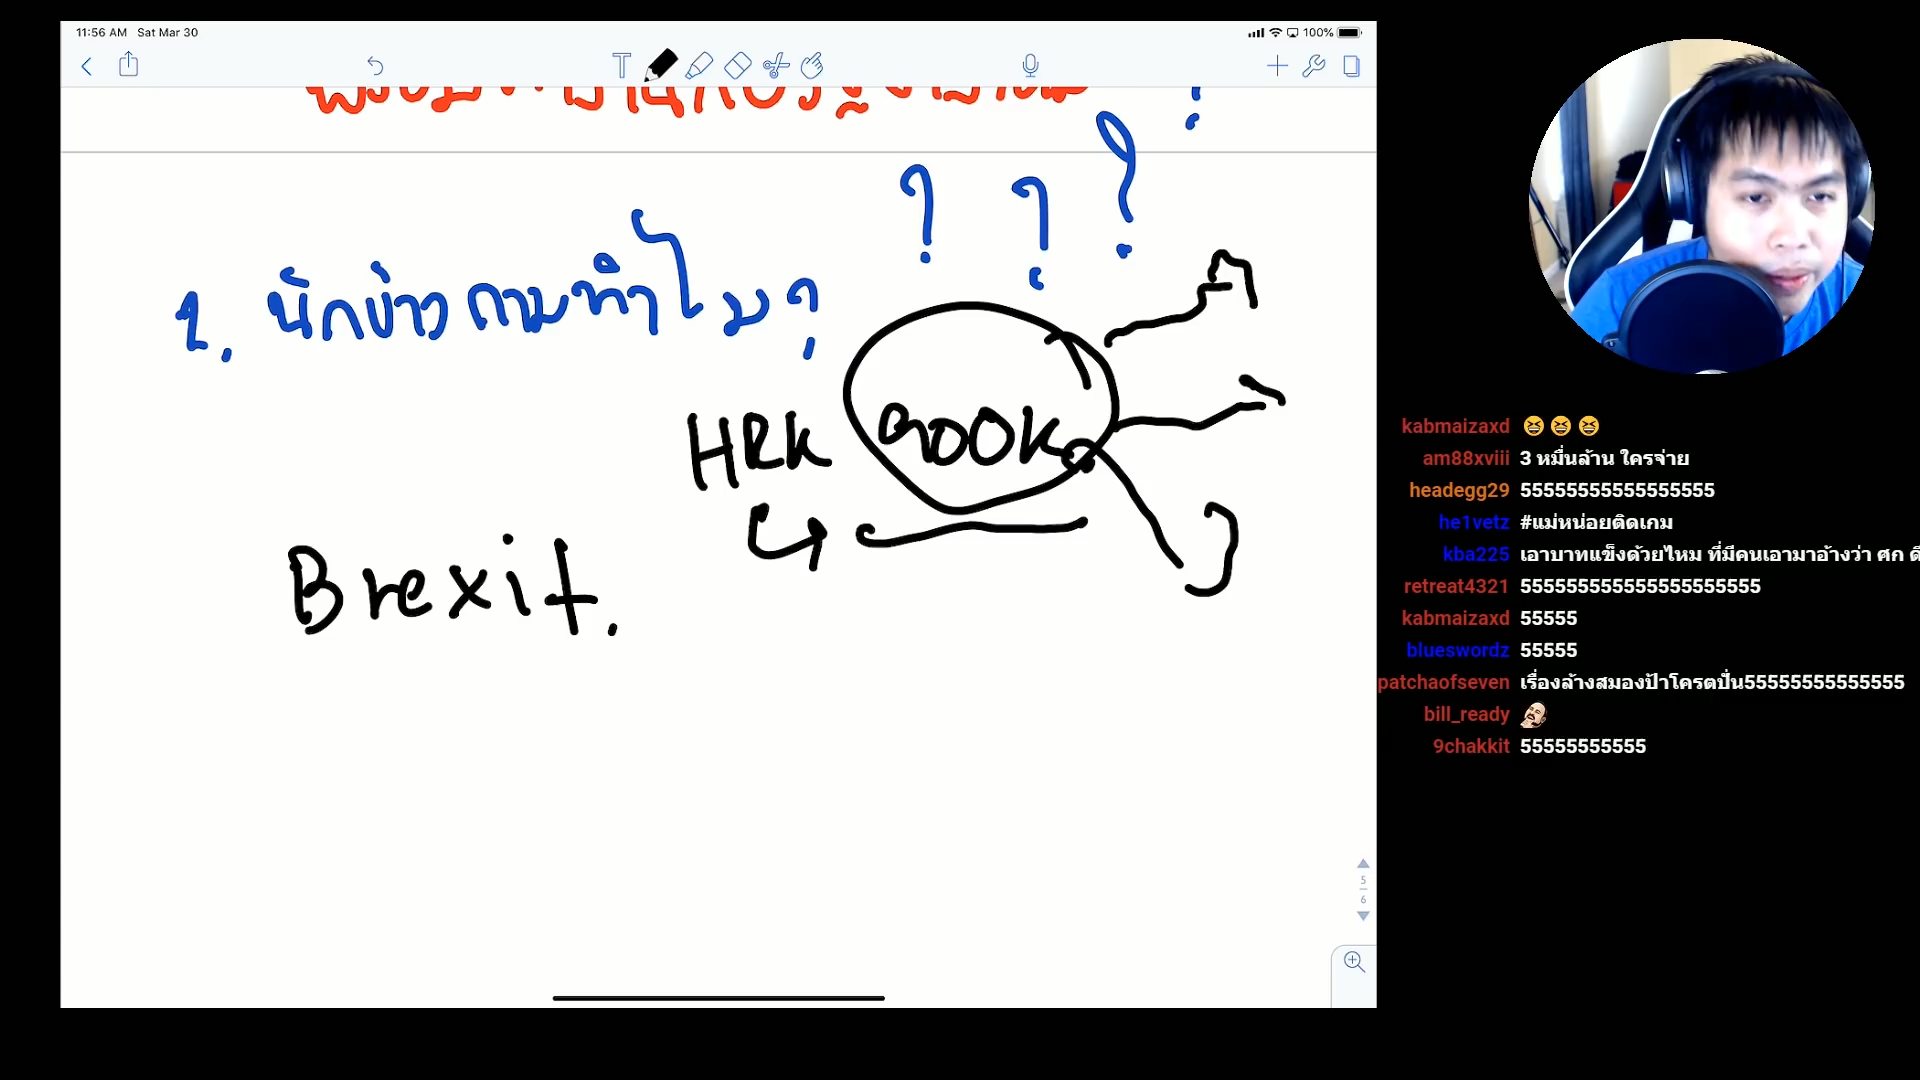 11:56 AM Sat Mar 30
100%
1. นักข่าวถามทำไม ?
? ? ? ?
HRK
Brexit.
5
6
kabmaizaxd 😆😆😆
am88xviii 3 หมื่นล้าน ใครจ่าย
headegg29 55555555555555555
he1vetz #แม่หน่อยติดเกม
kba225 เอาบาทแข็งด้วยไหม ที่มีคนเอามาอ้างว่า ศก ดี
retreat4321 555555555555555555555
kabmaizaxd 55555
blueswordz 55555
patchaofseven เรื่องล้างสมองป้าโครตปั่น55555555555555
bill_ready
9chakkit 55555555555